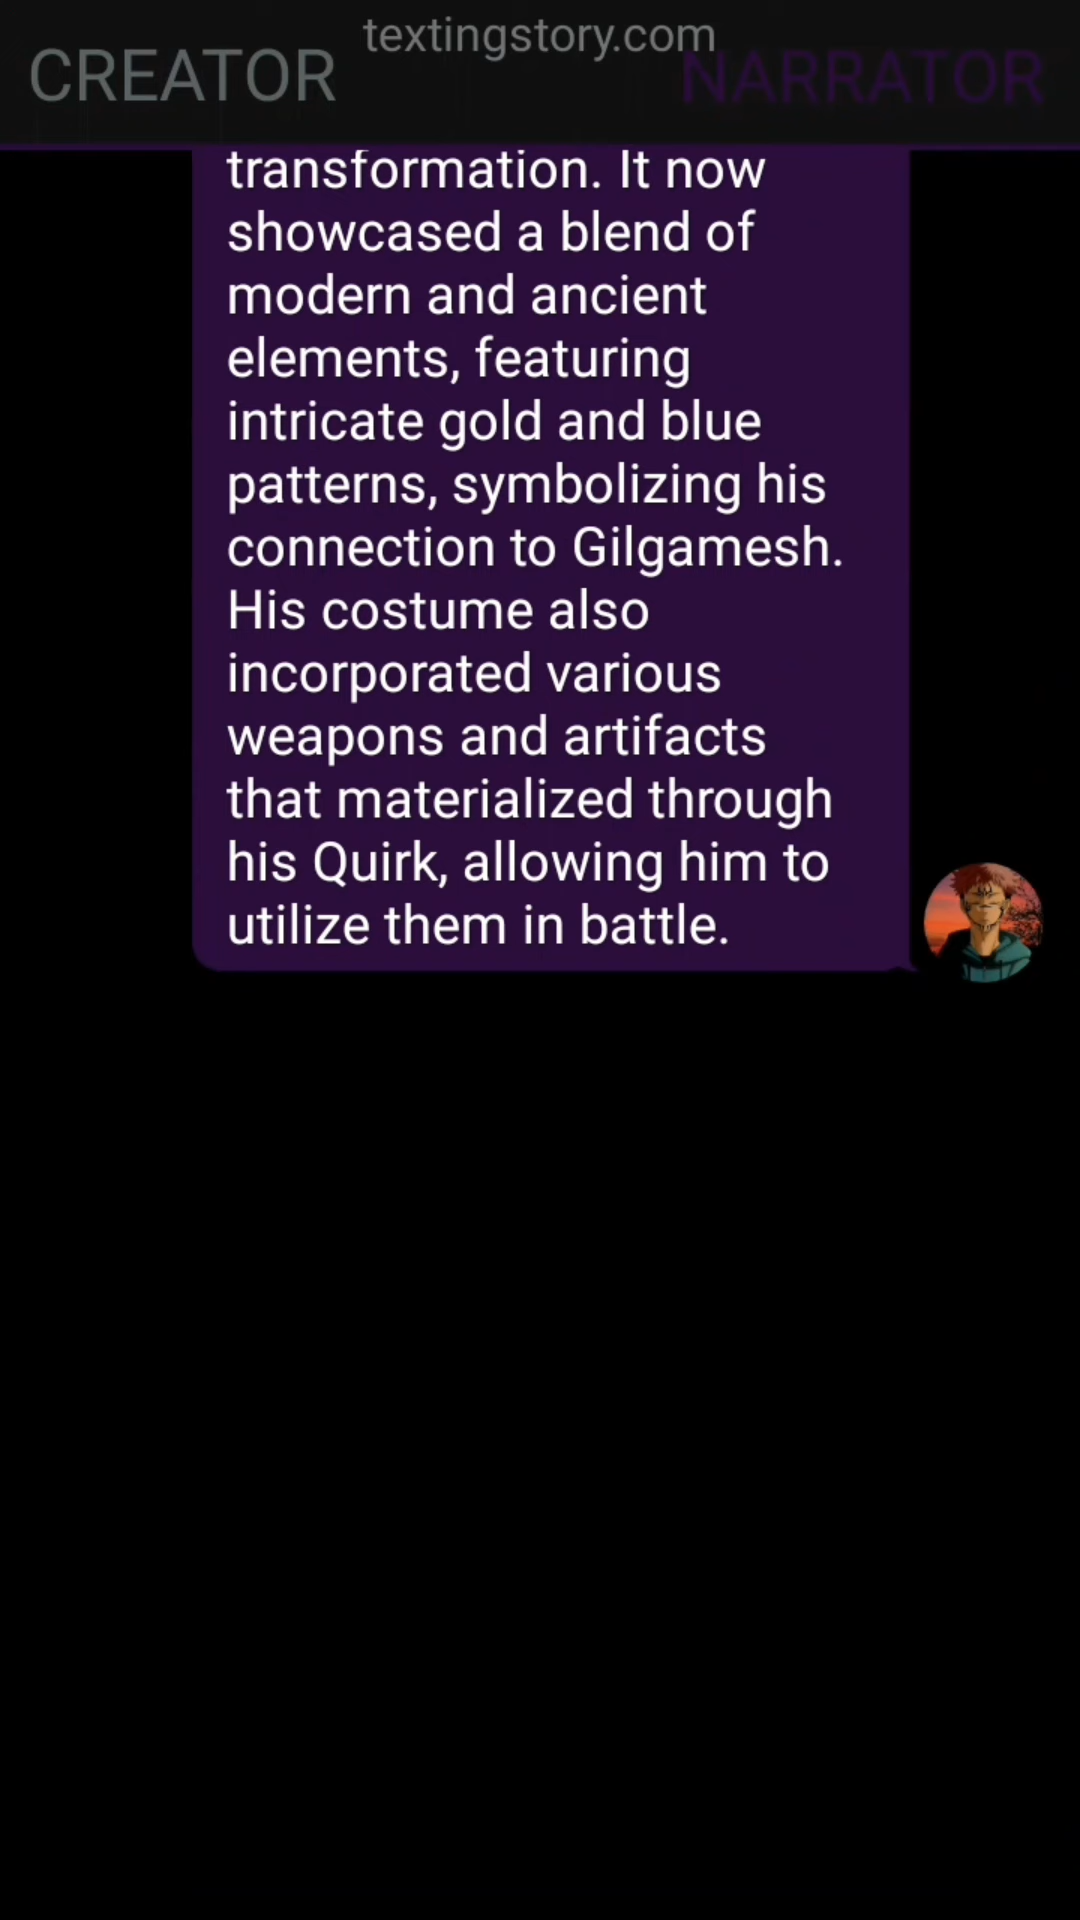 textingstory.com
CREATOR
NARRATOR
transformation. It now
showcased a blend of
modern and ancient
elements, featuring
intricate gold and blue
patterns, symbolizing his
connection to Gilgamesh.
His costume also
incorporated various
weapons and artifacts
that materialized through
his Quirk, allowing him to
utilize them in battle.